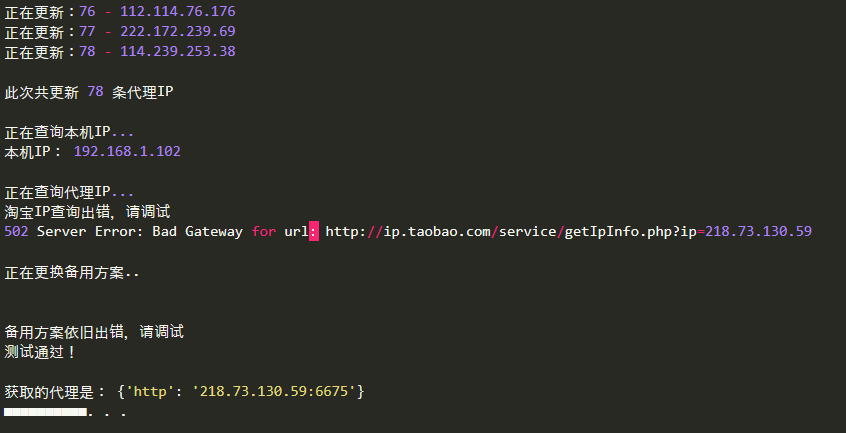 正在更新：76 - 112.114.76.176
正在更新：77 - 222.172.239.69
正在更新：78 - 114.239.253.38
此次共更新 78 条代理IP
正在查询本机IP...
本机IP： 192.168.1.102
正在查询代理IP...
淘宝IP查询出错，请调试
502 Server Error: Bad Gateway for url: http://ip.taobao.com/service/getIpInfo.php?ip=218.73.130.59
正在更换备用方案..
备用方案依旧出错，请调试
测试通过！
获取的代理是： {'http': '218.73.130.59:6675'}
■■■■■■■■■■. . .